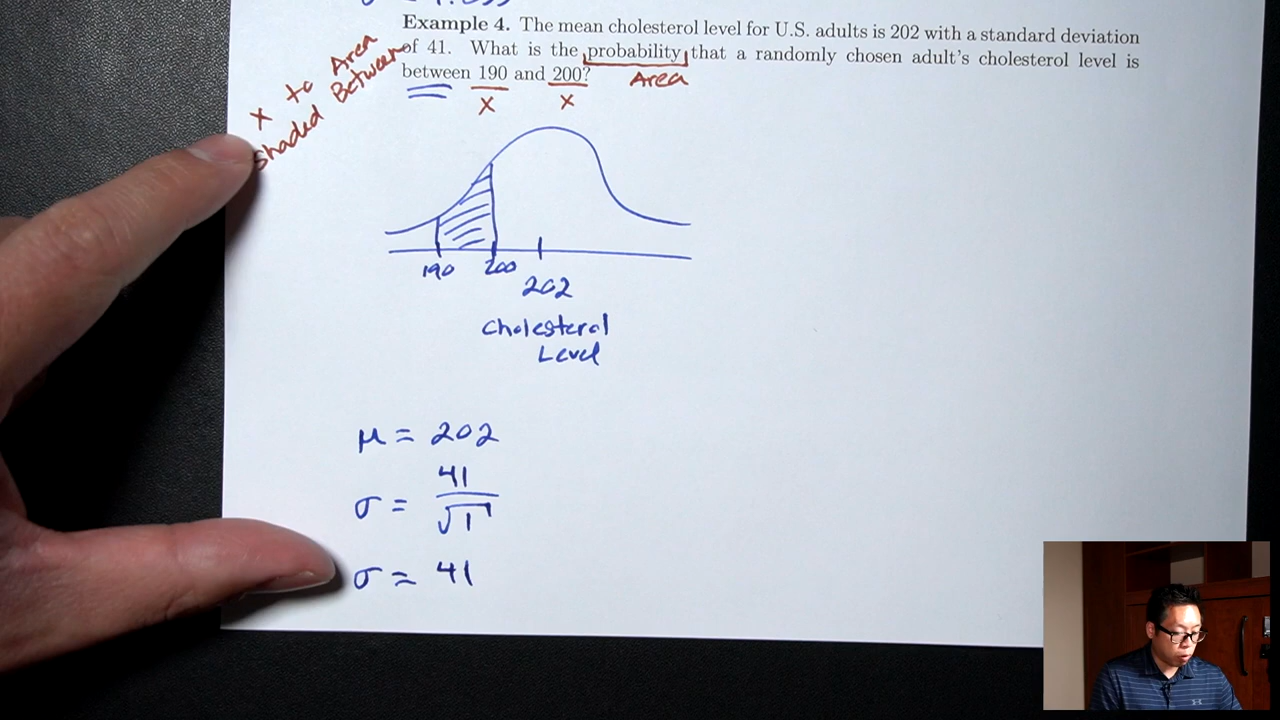 Example 4. The mean cholesterol level for U.S. adults is 202 with a standard deviation
of 41. What is the probability that a randomly chosen adult's cholesterol level is
between 190 and 200?
Area
x
x
x to Area
shaded Between
190
200
202
Cholesterol
Level
μ = 202
σ = 41/√1
σ = 41